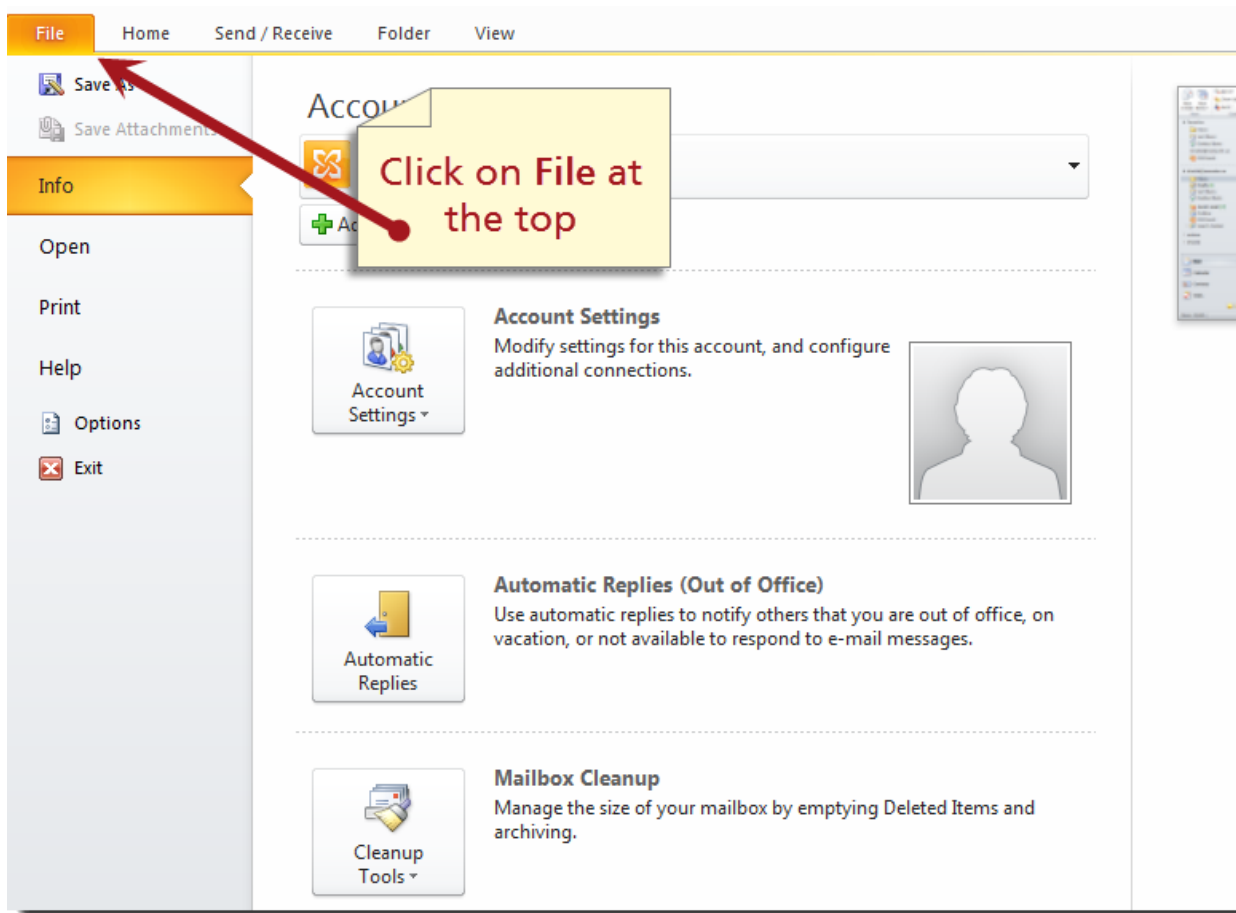 File Home Send / Receive Folder View
Save As
Save Attachments
Info
Open
Print
Help
Options
Exit
Click on File at
the top
Account
Settings
Account Settings
Modify settings for this account, and configure
additional connections.
Automatic
Replies
Automatic Replies (Out of Office)
Use automatic replies to notify others that you are out of office, on
vacation, or not available to respond to e-mail messages.
Cleanup
Tools
Mailbox Cleanup
Manage the size of your mailbox by emptying Deleted Items and
archiving.